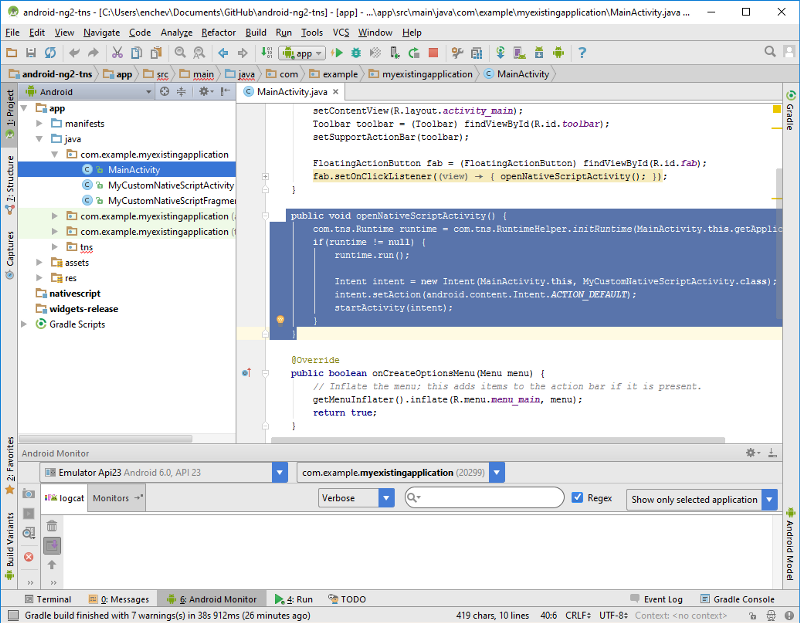 android-ng2-tns - [C:\Users\enchev\Documents\GitHub\android-ng2-tns] - [app] - ...\app\src\main\java\com\example\myexistingapplication\MainActivity.java ...
File Edit View Navigate Code Analyze Refactor Build Run Tools VCS Window Help
app
android-ng2-tns app src main java com example myexistingapplication MainActivity
Android
MainActivity.java
1: Project
7: Structure
Captures
2: Favorites
Build Variants
Gradle
Android Model
app
manifests
java
com.example.myexistingapplication
MainActivity
MyCustomNativeScriptActivity
MyCustomNativeScriptFragmen
com.example.myexistingapplication
com.example.myexistingapplication
tns
assets
res
nativescript
widgets-release
Gradle Scripts
setContentView(R.layout.activity_main);
Toolbar toolbar = (Toolbar) findViewById(R.id.toolbar);
setSupportActionBar(toolbar);
FloatingActionButton fab = (FloatingActionButton) findViewById(R.id.fab);
fab.setOnClickListener((view) → { openNativeScriptActivity(); });
}
public void openNativeScriptActivity() {
com.tns.Runtime runtime = com.tns.RuntimeHelper.initRuntime(MainActivity.this.getApplic
if(runtime != null) {
runtime.run();
Intent intent = new Intent(MainActivity.this, MyCustomNativeScriptActivity.class);
intent.setAction(android.content.Intent.ACTION_DEFAULT);
startActivity(intent);
}
}
@Override
public boolean onCreateOptionsMenu(Menu menu) {
// Inflate the menu; this adds items to the action bar if it is present.
getMenuInflater().inflate(R.menu.menu_main, menu);
return true;
}
Android Monitor
Emulator Api23 Android 6.0, API 23
com.example.myexistingapplication (20299)
logcat
Monitors
Verbose
Regex
Show only selected application
Terminal 0: Messages 6: Android Monitor 4: Run TODO Event Log Gradle Console
Gradle build finished with 7 warnings(s) in 38s 912ms (26 minutes ago) 419 chars, 10 lines 40:6 CRLF UTF-8 Context: <no context>